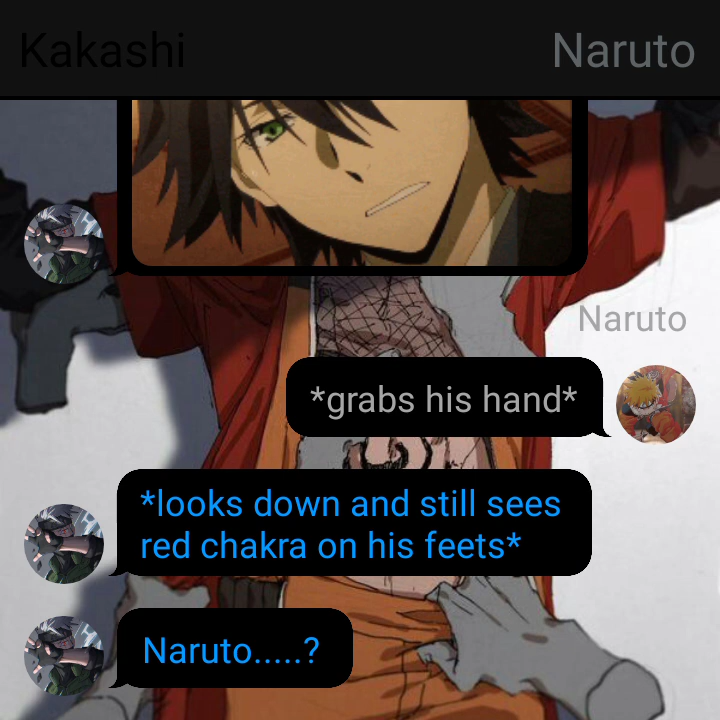 Kakashi
Naruto
Naruto
*grabs his hand*
*looks down and still sees
red chakra on his feets*
Naruto.....?